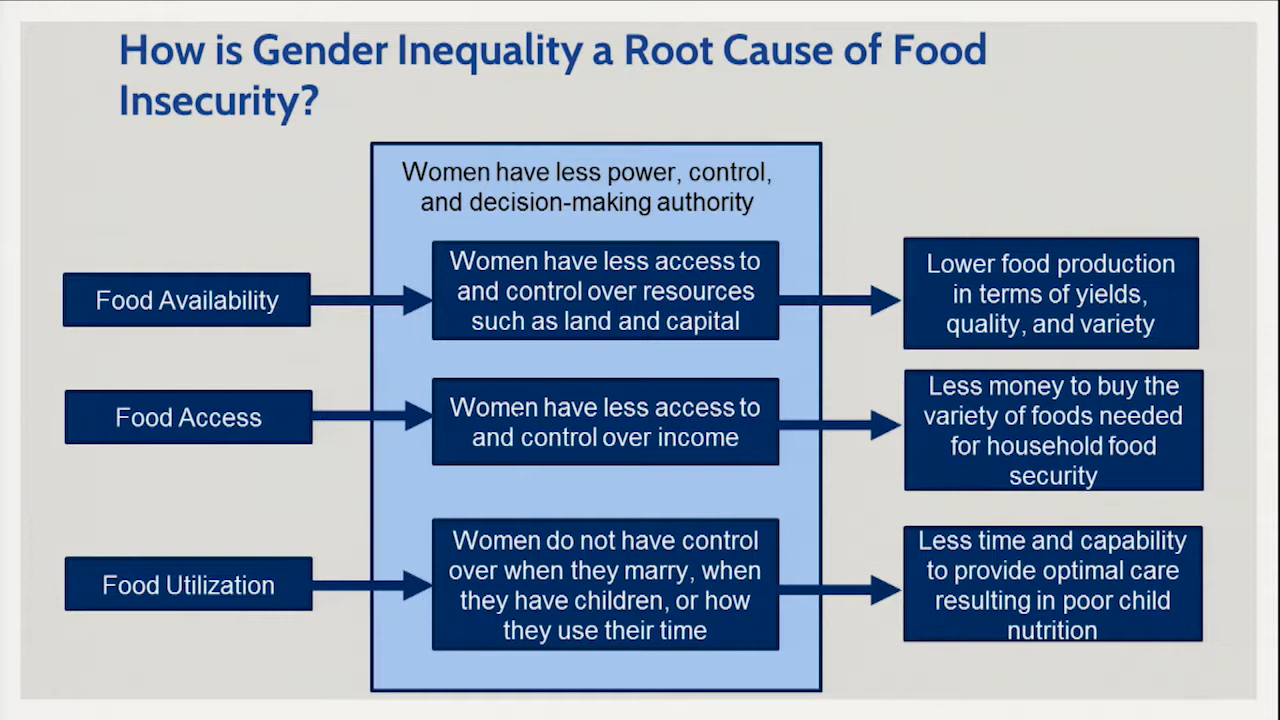 How is Gender Inequality a Root Cause of Food
Insecurity?
Women have less power, control,
and decision-making authority
Food Availability
Women have less access to
and control over resources
such as land and capital
Lower food production
in terms of yields,
quality, and variety
Food Access
Women have less access to
and control over income
Less money to buy the
variety of foods needed
for household food
security
Food Utilization
Women do not have control
over when they marry, when
they have children, or how
they use their time
Less time and capability
to provide optimal care
resulting in poor child
nutrition